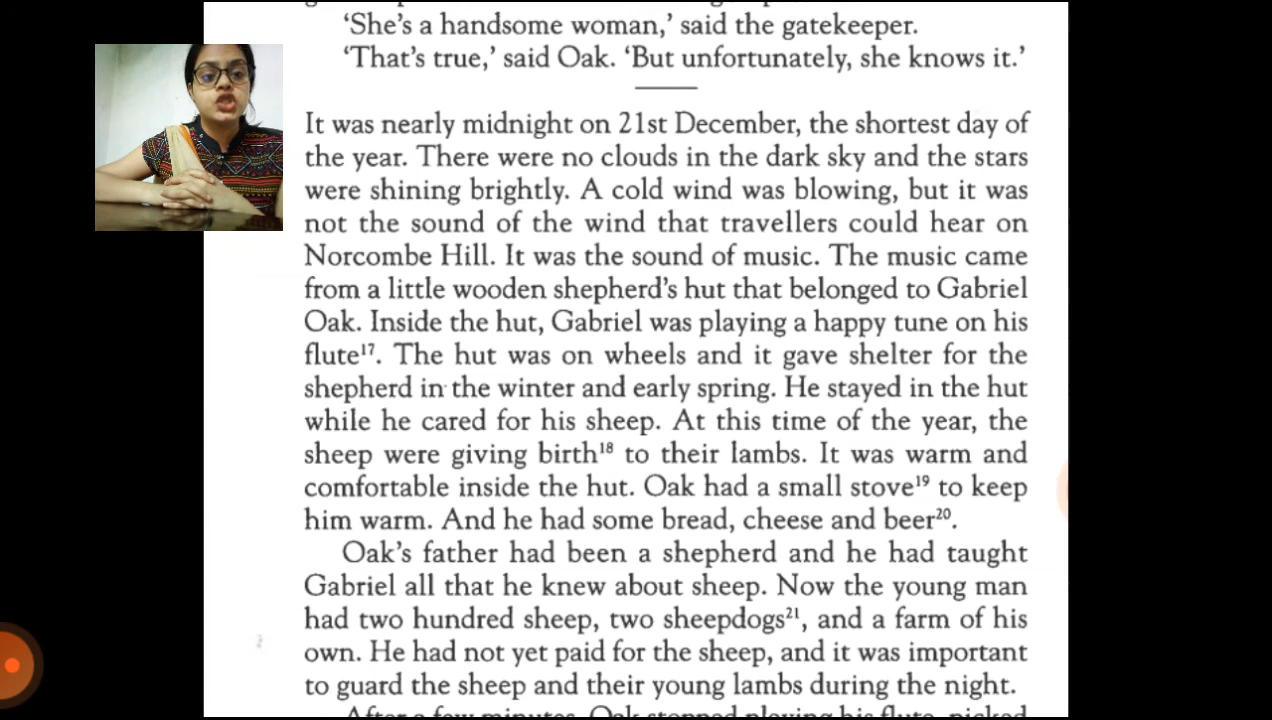 ‘She’s a handsome woman,’ said the gatekeeper.
‘That’s true,’ said Oak. ‘But unfortunately, she knows it.’
It was nearly midnight on 21st December, the shortest day of
the year. There were no clouds in the dark sky and the stars
were shining brightly. A cold wind was blowing, but it was
not the sound of the wind that travellers could hear on
Norcombe Hill. It was the sound of music. The music came
from a little wooden shepherd’s hut that belonged to Gabriel
Oak. Inside the hut, Gabriel was playing a happy tune on his
flute¹⁷. The hut was on wheels and it gave shelter for the
shepherd in the winter and early spring. He stayed in the hut
while he cared for his sheep. At this time of the year, the
sheep were giving birth¹⁸ to their lambs. It was warm and
comfortable inside the hut. Oak had a small stove¹⁹ to keep
him warm. And he had some bread, cheese and beer²⁰.
Oak’s father had been a shepherd and he had taught
Gabriel all that he knew about sheep. Now the young man
had two hundred sheep, two sheepdogs²¹, and a farm of his
own. He had not yet paid for the sheep, and it was important
to guard the sheep and their young lambs during the night.
After a few minutes, Oak stopped playing his flute, picked